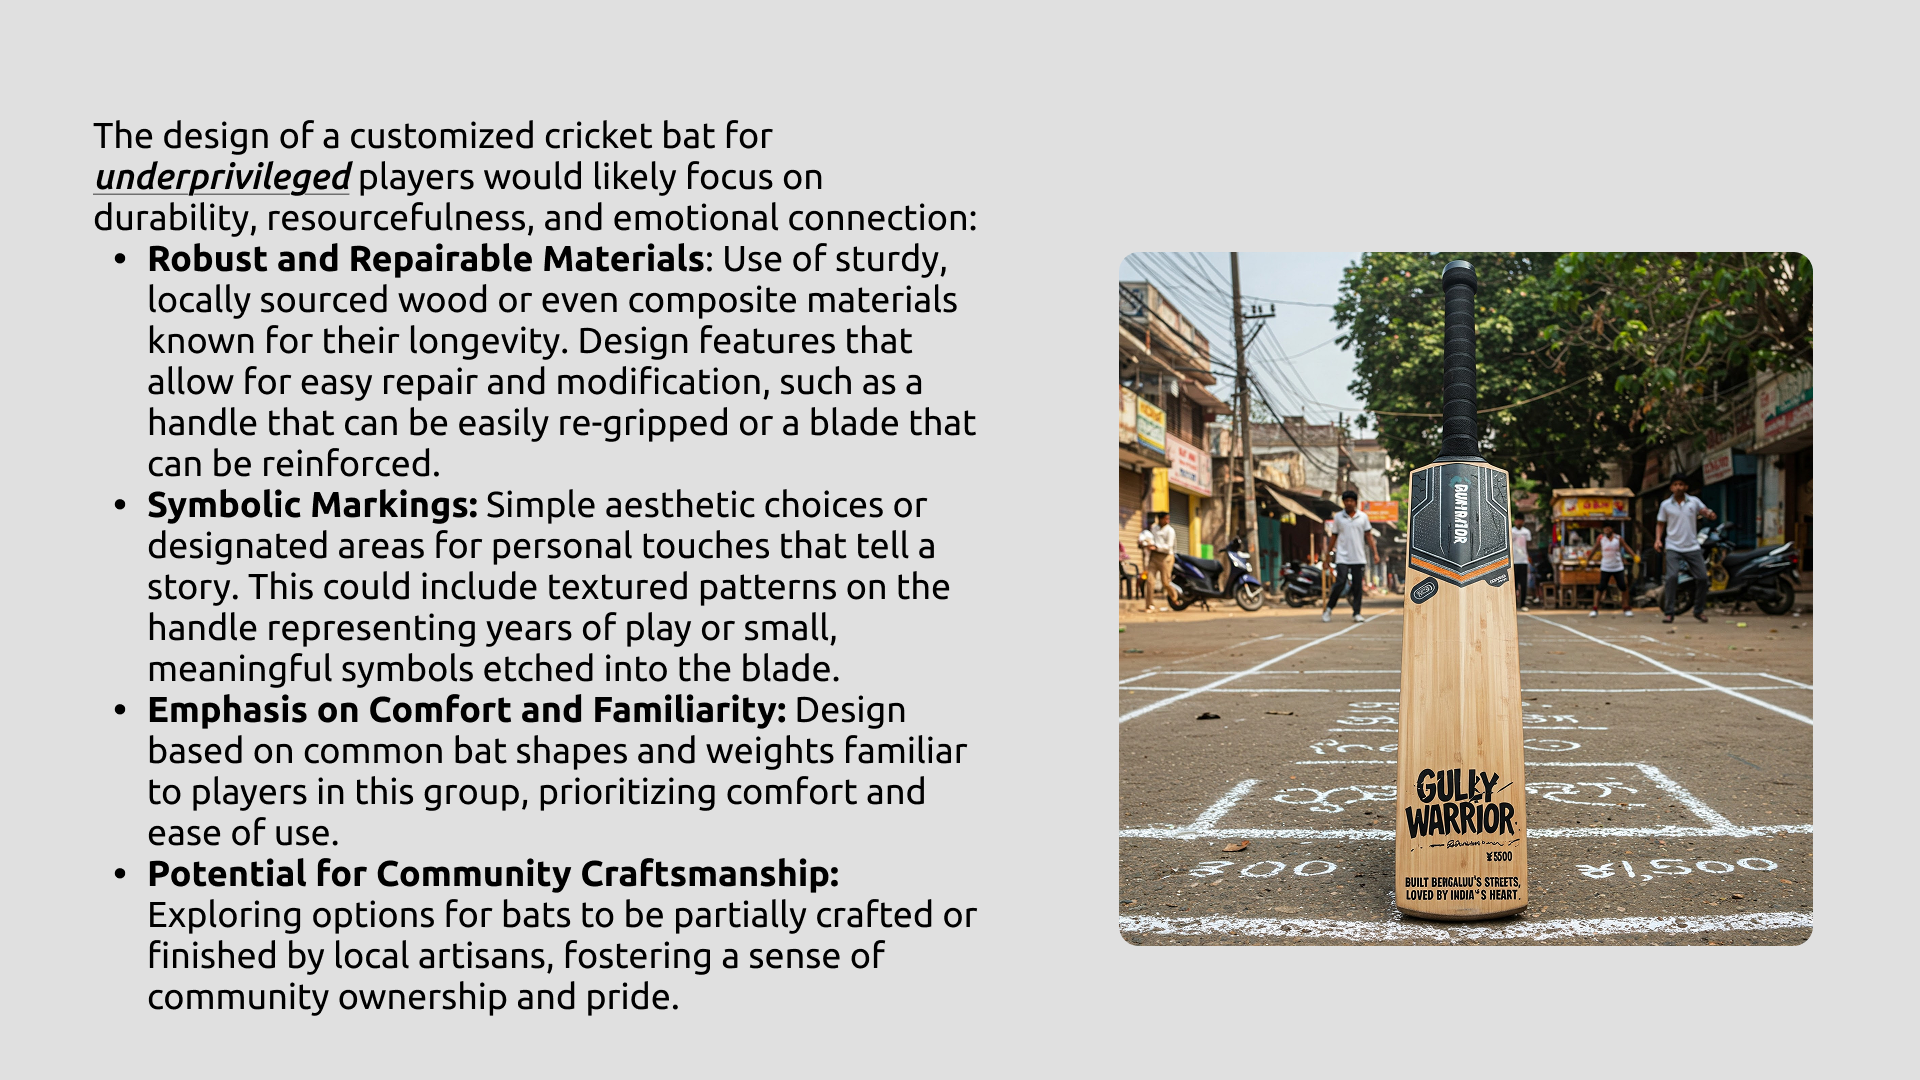 The design of a customized cricket bat for
underprivileged players would likely focus on
durability, resourcefulness, and emotional connection:
• Robust and Repairable Materials: Use of sturdy,
locally sourced wood or even composite materials
known for their longevity. Design features that
allow for easy repair and modification, such as a
handle that can be easily re-gripped or a blade that
can be reinforced.
• Symbolic Markings: Simple aesthetic choices or
designated areas for personal touches that tell a
story. This could include textured patterns on the
handle representing years of play or small,
meaningful symbols etched into the blade.
• Emphasis on Comfort and Familiarity: Design
based on common bat shapes and weights familiar
to players in this group, prioritizing comfort and
ease of use.
• Potential for Community Craftsmanship:
Exploring options for bats to be partially crafted or
finished by local artisans, fostering a sense of
community ownership and pride.
GULLY
WARRIOR
¥5500
200
¥1,500
BUILT BENGALUU'S STREETS,
LOVED BY INDIA'S HEART.